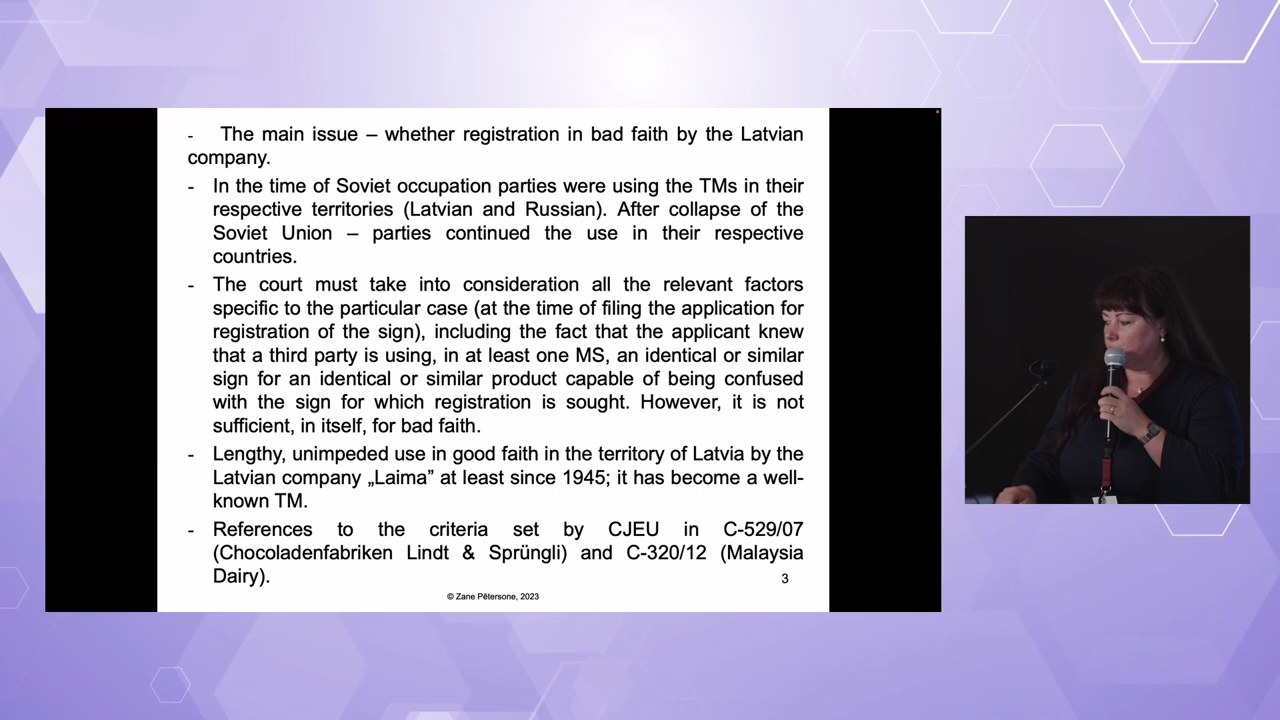 - The main issue – whether registration in bad faith by the Latvian
company.
- In the time of Soviet occupation parties were using the TMs in their
respective territories (Latvian and Russian). After collapse of the
Soviet Union – parties continued the use in their respective
countries.
- The court must take into consideration all the relevant factors
specific to the particular case (at the time of filing the application for
registration of the sign), including the fact that the applicant knew
that a third party is using, in at least one MS, an identical or similar
sign for an identical or similar product capable of being confused
with the sign for which registration is sought. However, it is not
sufficient, in itself, for bad faith.
- Lengthy, unimpeded use in good faith in the territory of Latvia by the
Latvian company „Laima” at least since 1945; it has become a well-
known TM.
- References to the criteria set by CJEU in C-529/07
(Chocoladenfabriken Lindt & Sprüngli) and C-320/12 (Malaysia
Dairy).
3
© Zane Pētersone, 2023